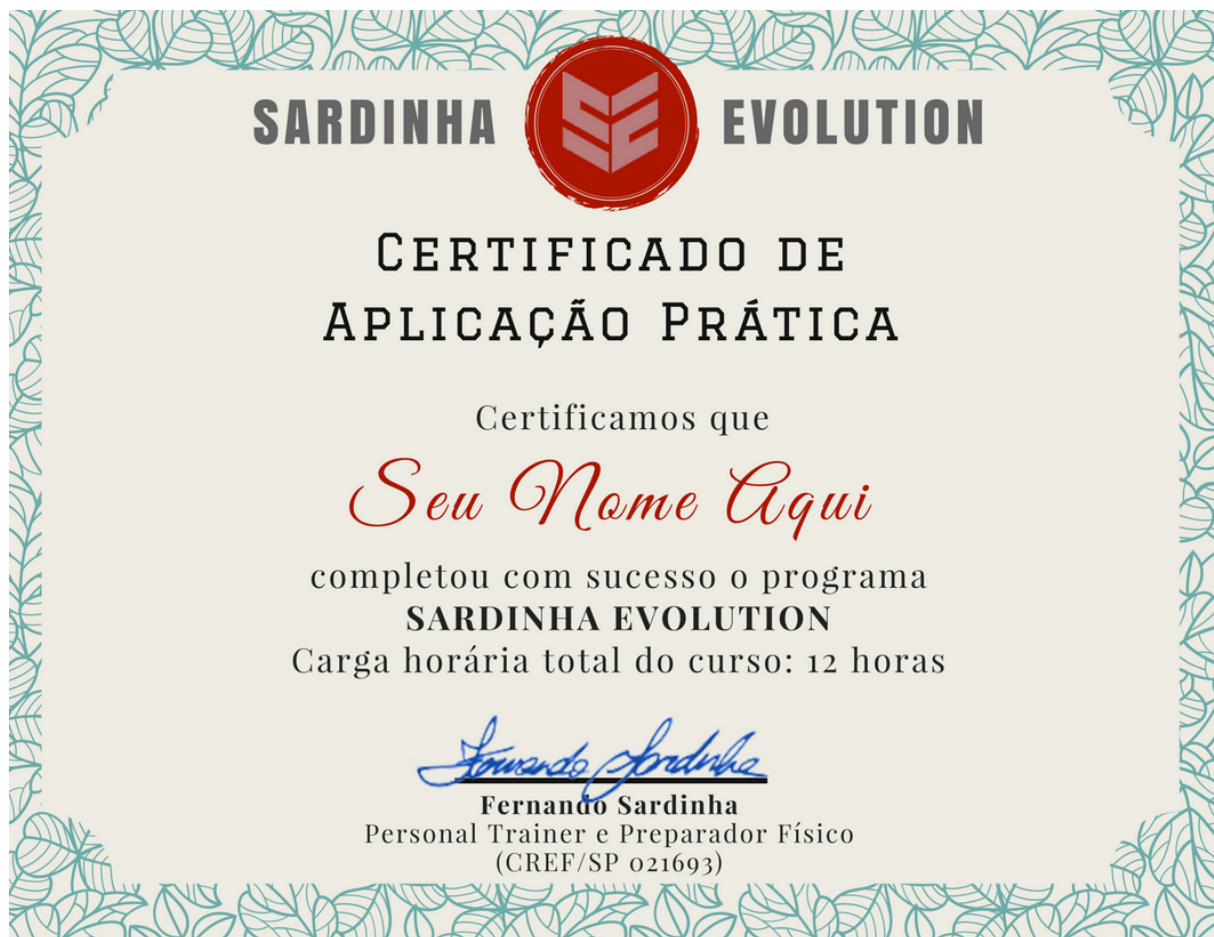 SARDINHA EVOLUTION
CERTIFICADO DE
APLICAÇÃO PRÁTICA
Certificamos que
Seu Nome Aqui
completou com sucesso o programa
SARDINHA EVOLUTION
Carga horária total do curso: 12 horas
Fernando Sardinha
Fernando Sardinha
Personal Trainer e Preparador Físico
(CREF/SP 021693)